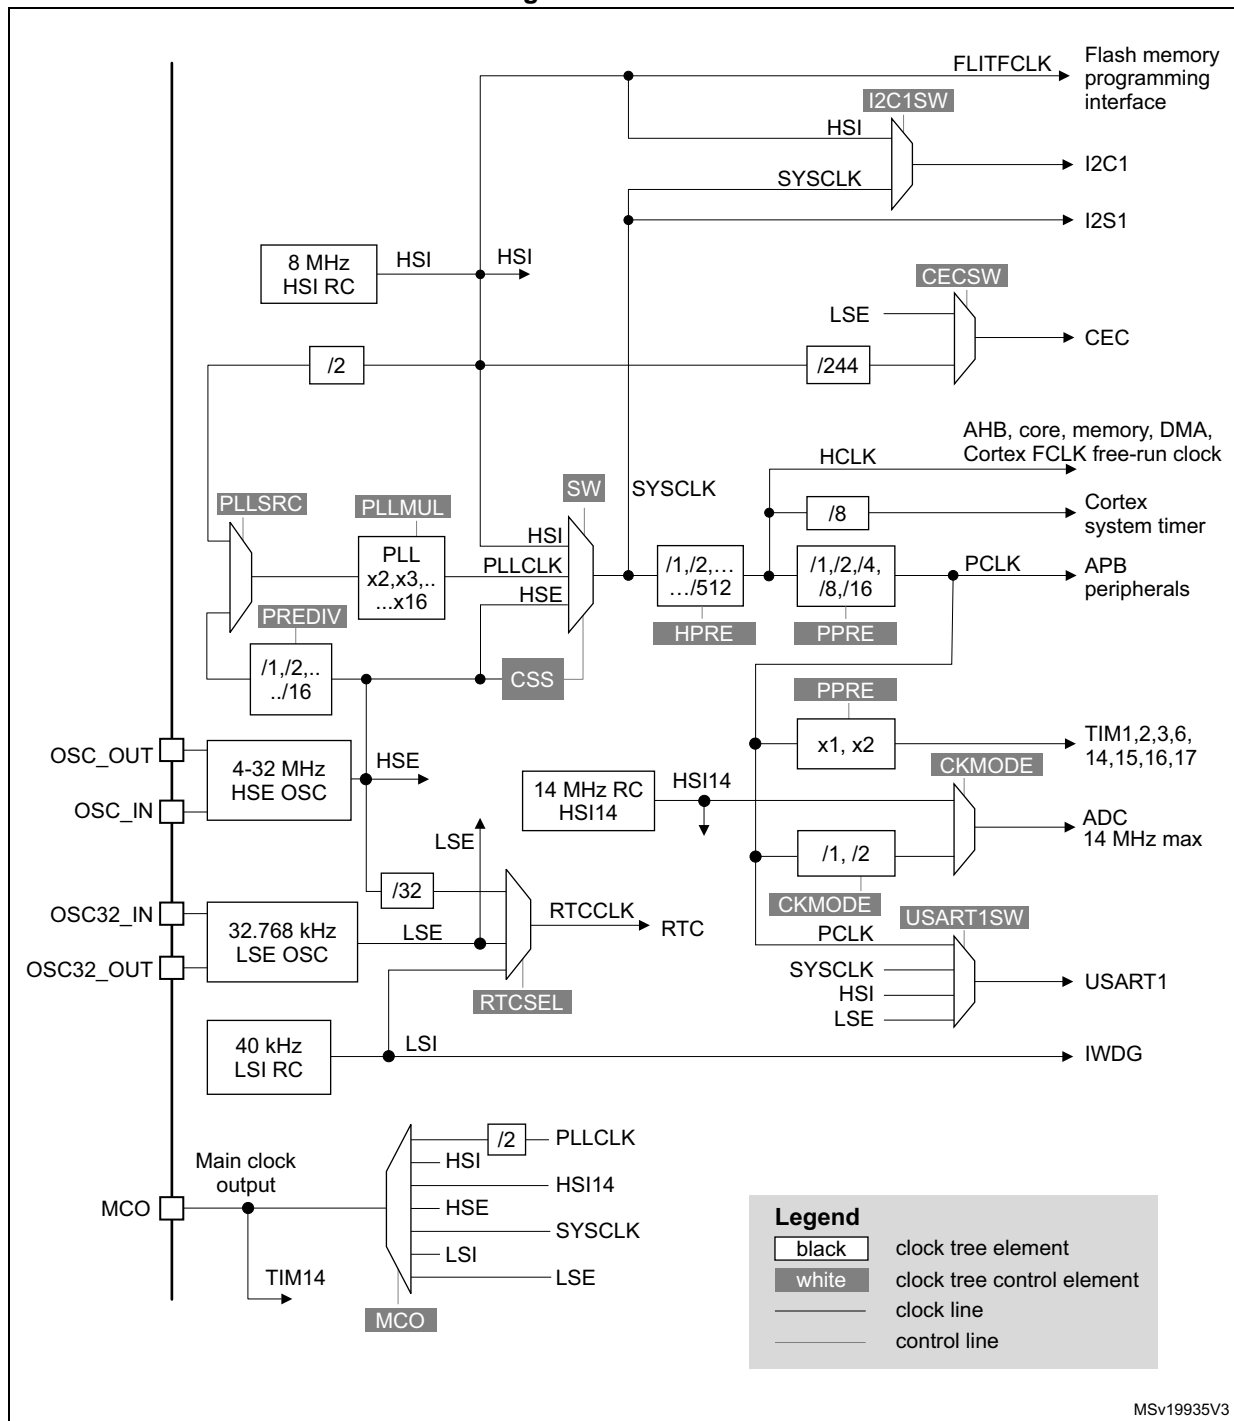 FLITFCLK
Flash memory
programming
interface
I2C1SW
HSI
I2C1
SYSCLK
I2S1
8 MHz
HSI RC
HSI
HSI
CECSW
LSE
CEC
/2
/244
AHB, core, memory, DMA,
Cortex FCLK free-run clock
HCLK
SW
SYSCLK
PLLSRC
PLLMUL
/8
Cortex
system timer
HSI
PLL
x2,x3,..
...x16
PLLCLK
HSE
/1,/2,…
…/512
/1,/2,/4,
/8,/16
PCLK
APB
peripherals
PREDIV
HPRE
PPRE
/1,/2,..
../16
CSS
PPRE
OSC_OUT
OSC_IN
4-32 MHz
HSE OSC
HSE
x1, x2
TIM1,2,3,6,
14,15,16,17
14 MHz RC
HSI14
HSI14
CKMODE
ADC
14 MHz max
LSE
/1, /2
/32
CKMODE
OSC32_IN
OSC32_OUT
32.768 kHz
LSE OSC
LSE
RTCCLK
RTC
USART1SW
PCLK
SYSCLK
HSI
LSE
USART1
RTCSEL
40 kHz
LSI RC
LSI
IWDG
/2
PLLCLK
HSI
Main clock
output
HSI14
MCO
HSE
SYSCLK
LSI
TIM14
LSE
MCO
Legend
black
clock tree element
white
clock tree control element
clock line
control line
MSv19935V3